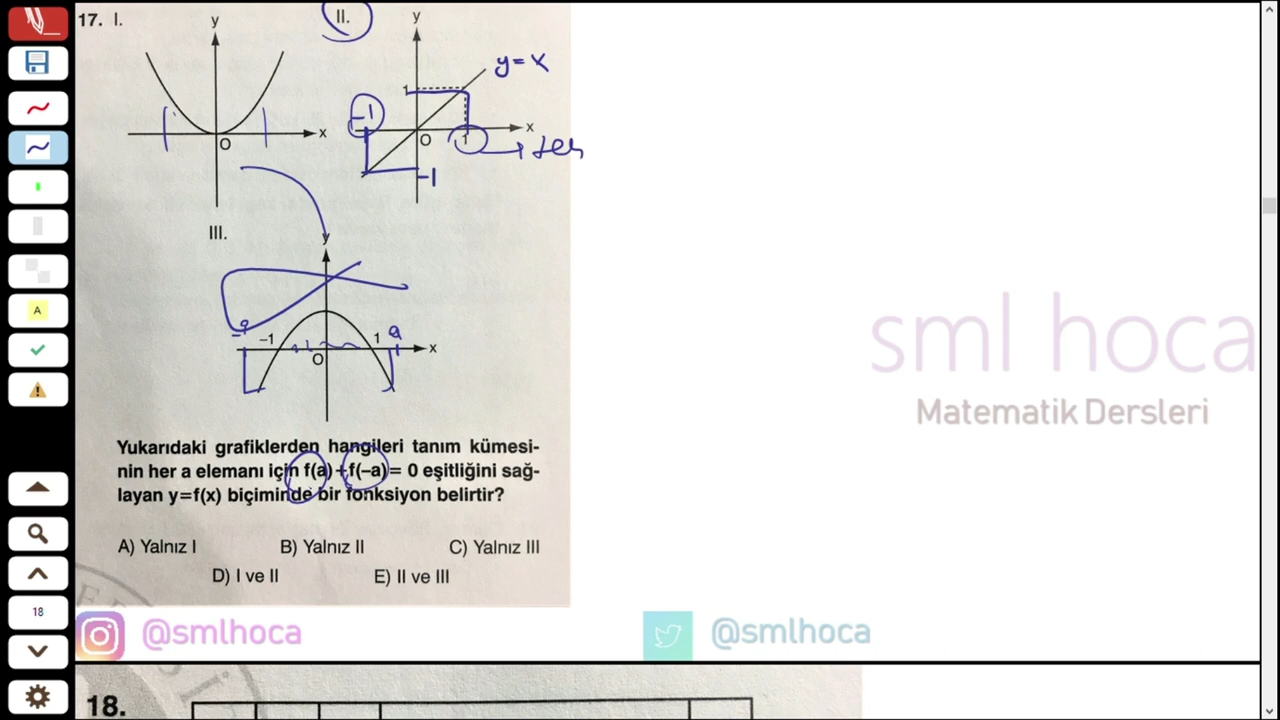 17. I.
y
x
O
II.
y
y=x
1
-1
x
O
1
-1
III.
y
-a
-1
1
a
x
O
Yukarıdaki grafiklerden hangileri tanım kümesi-
nin her a elemanı için f(a)+f(–a)= 0 eşitliğini sağ-
layan y=f(x) biçiminde bir fonksiyon belirtir?
A) Yalnız I B) Yalnız II C) Yalnız III
D) I ve II E) II ve III
sml hoca
Matematik Dersleri
A
18
@smlhoca @smlhoca
18.